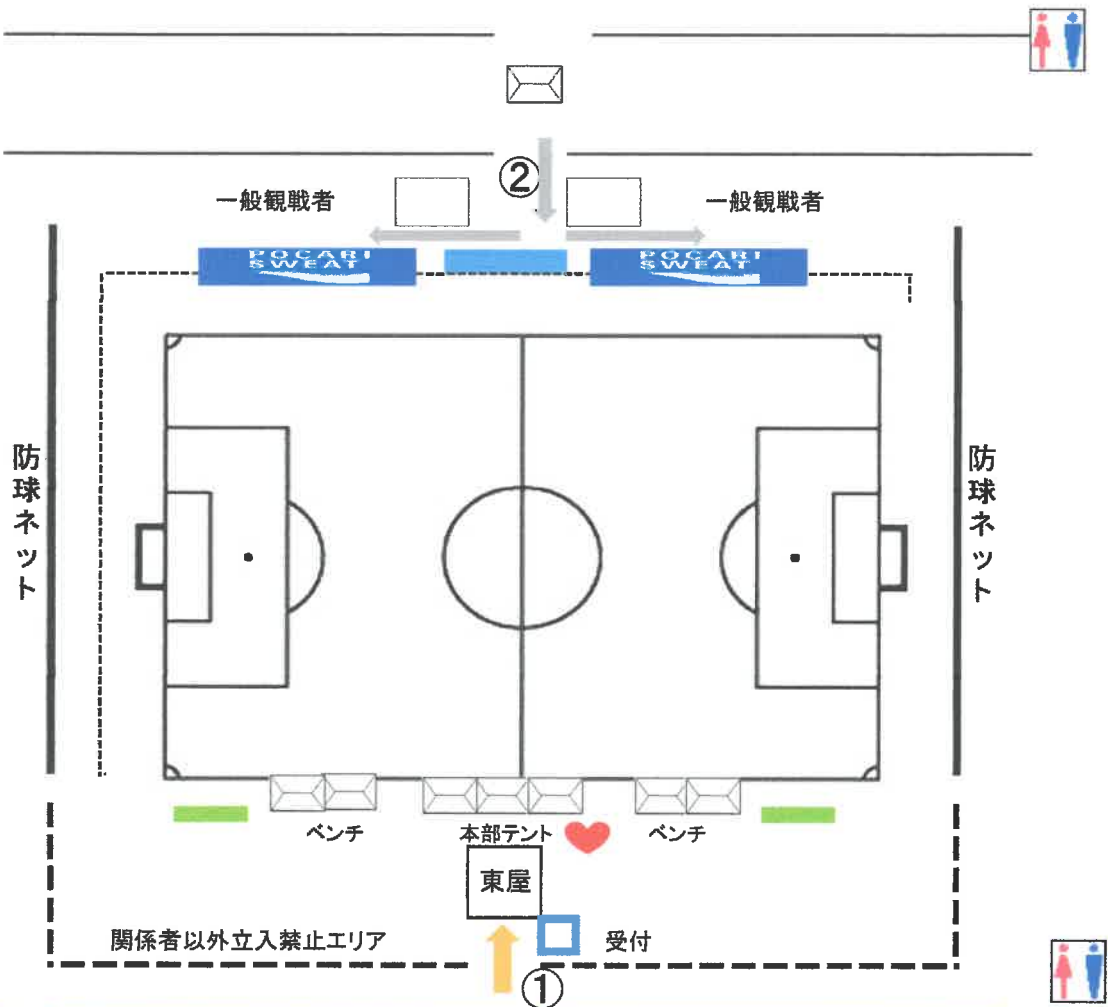 ②
一般観戦者
一般観戦者
POCARI
SWEAT
POCARI
SWEAT
防球ネット
防球ネット
ベンチ
本部テント
ベンチ
東屋
関係者以外立入禁止エリア
受付
①